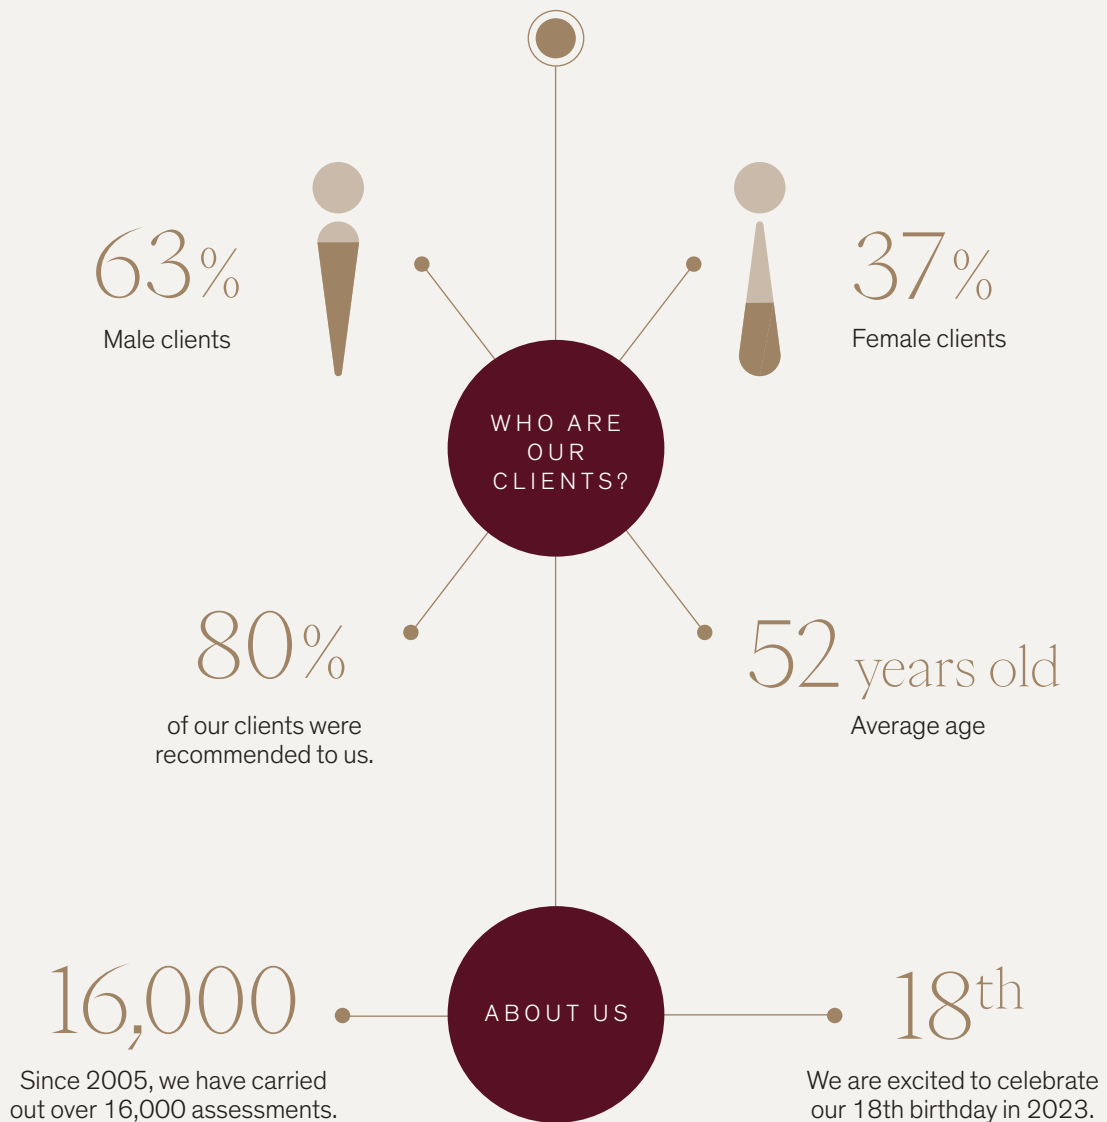 63%
Male clients
37%
Female clients
WHO ARE
OUR
CLIENTS?
80%
of our clients were
recommended to us.
52 years old
Average age
16,000
Since 2005, we have carried
out over 16,000 assessments.
ABOUT US
18th
We are excited to celebrate
our 18th birthday in 2023.